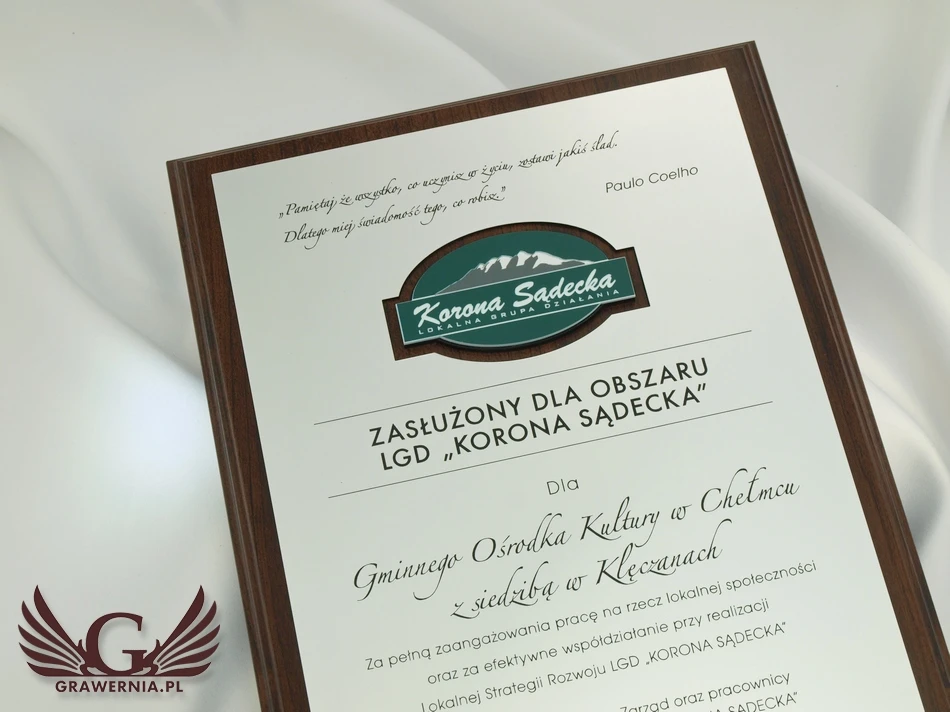 „Pamiętaj że wszystko, co uczynisz w życiu, zostawi jakiś ślad.
Dlatego miej świadomość tego, co robisz.”
Paulo Coelho
Korona Sądecka
LOKALNA GRUPA DZIAŁANIA
ZASŁUŻONY DLA OBSZARU
LGD „KORONA SĄDECKA”
Dla
Gminnego Ośrodka Kultury w Chełmcu
z siedzibą w Klęczanach
Za pełną zaangażowania pracę na rzecz lokalnej społeczności
oraz za efektywne współdziałanie przy realizacji
Lokalnej Strategii Rozwoju LGD „KORONA SĄDECKA”
Zarząd oraz pracownicy
SĄDECKA”
G
GRAWERNIA.PL